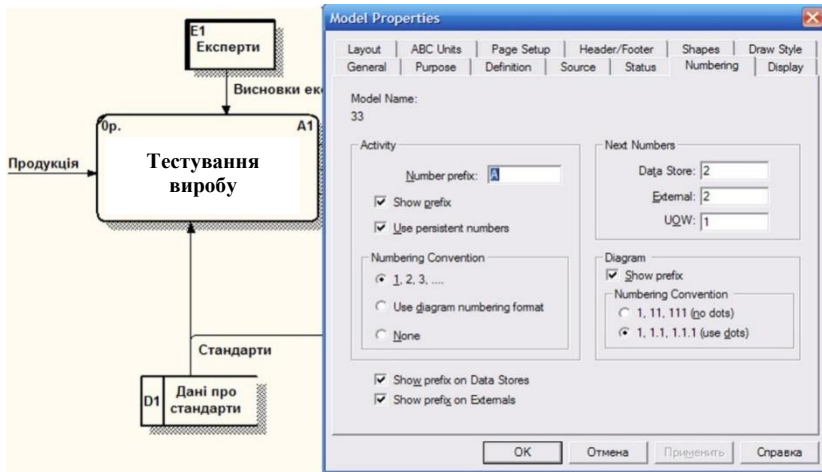 E1
Експерти
Висновки ек
0р.
A1
Продукція
Тестування
виробу
Стандарти
D1
Дані про
стандарти
Model Properties
Layout
ABC Units
Page Setup
Header/Footer
Shapes
Draw Style
General
Purpose
Definition
Source
Status
Numbering
Display
Model Name:
33
Activity
Number prefix: A
Show prefix
Use persistent numbers
Numbering Convention
1, 2, 3, ....
Use diagram numbering format
None
Next Numbers
Data Store: 2
External: 2
UOW: 1
Diagram
Show prefix
Numbering Convention
1, 11, 111 (no dots)
1, 1.1, 1.1.1 (use dots)
Show prefix on Data Stores
Show prefix on Externals
OK
Отмена
Применить
Справка